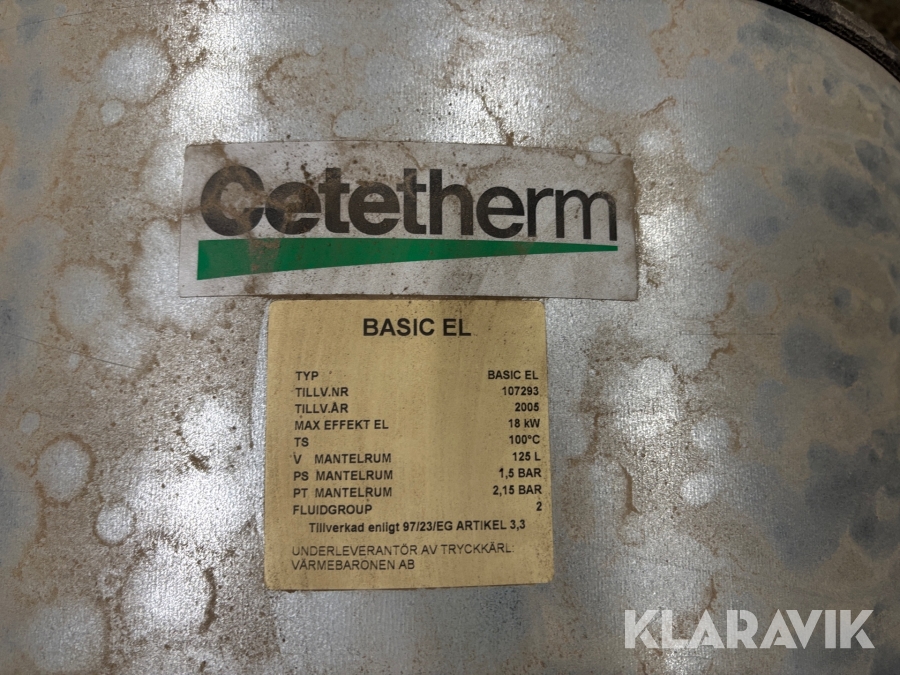 KLARAVIK
Cetetherm
BASIC EL
TYP BASIC EL
TILLV.NR 107293
TILLV.ÅR 2005
MAX EFFEKT EL 18 kW
TS 100°C
V MANTELRUM 125 L
PS MANTELRUM 1,5 BAR
PT MANTELRUM 2,15 BAR
FLUIDGROUP 2
Tillverkad enligt 97/23/EG ARTIKEL 3,3
UNDERLEVERANTÖR AV TRYCKKÄRL:
VÄRMEBARONEN AB
KLARAVIK